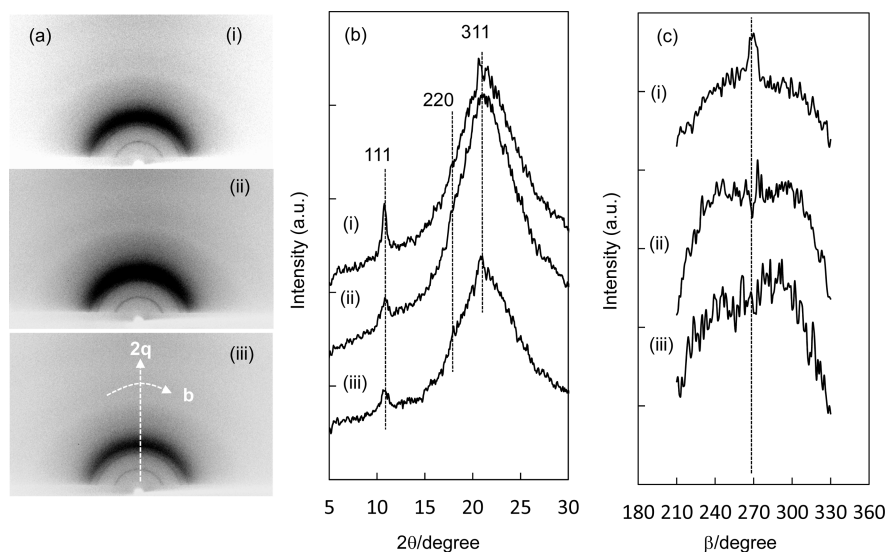 (a)
(i)
(ii)
(iii)
2q
b
(b)
311
220
111
(i)
(ii)
(iii)
Intensity (a.u.)
5 10 15 20 25 30
2θ/degree
(c)
(i)
(ii)
(iii)
Intensity (a.u.)
180 210 240 270 300 330 360
β/degree